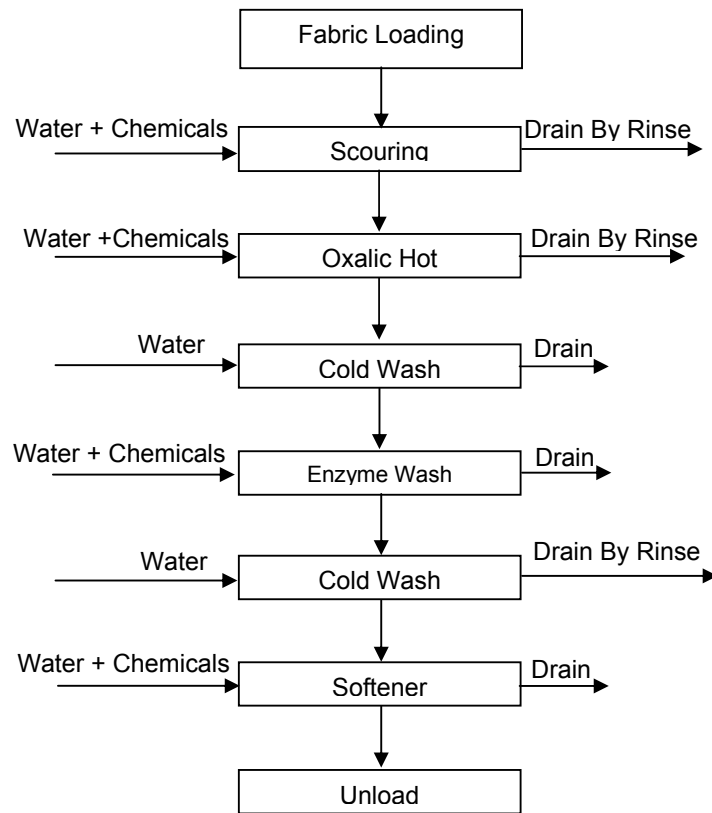 Fabric Loading
Water + Chemicals
Drain By Rinse
Scouring
Water +Chemicals
Drain By Rinse
Oxalic Hot
Water
Drain
Cold Wash
Water + Chemicals
Drain
Enzyme Wash
Water
Drain By Rinse
Cold Wash
Water + Chemicals
Drain
Softener
Unload